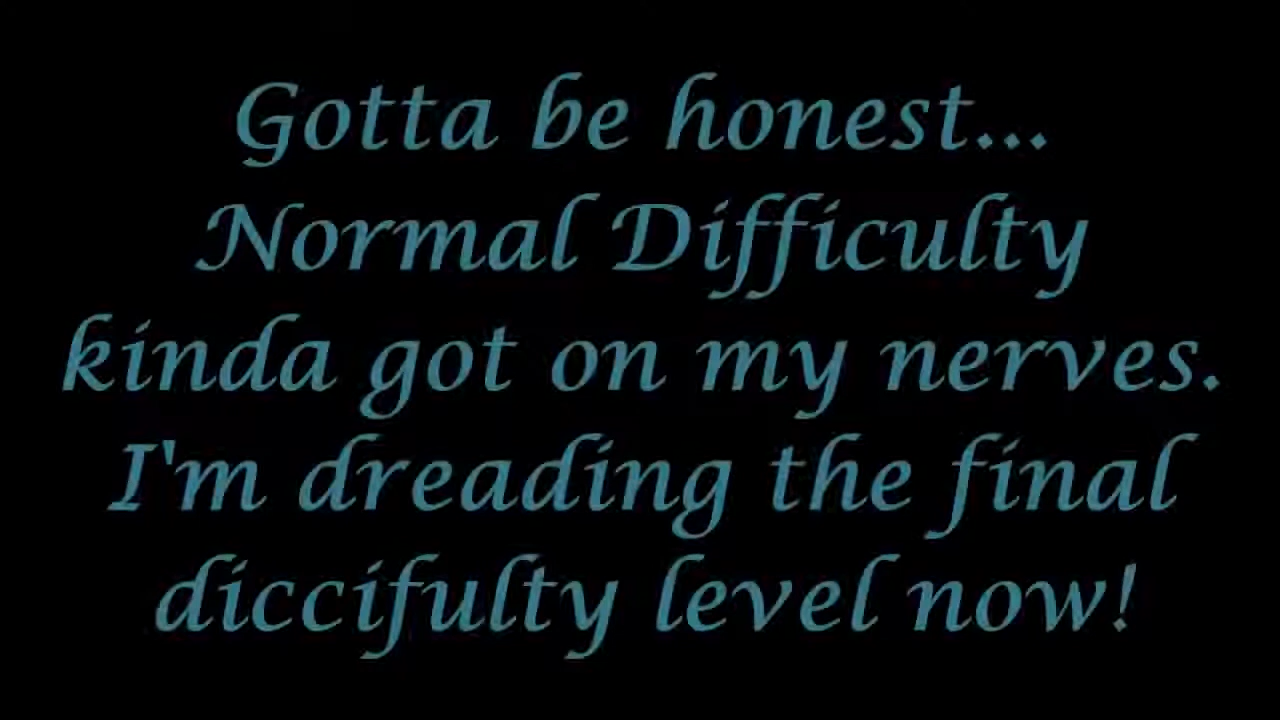 Gotta be honest...
Normal Difficulty
kinda got on my nerves.
I'm dreading the final
diccifulty level now!